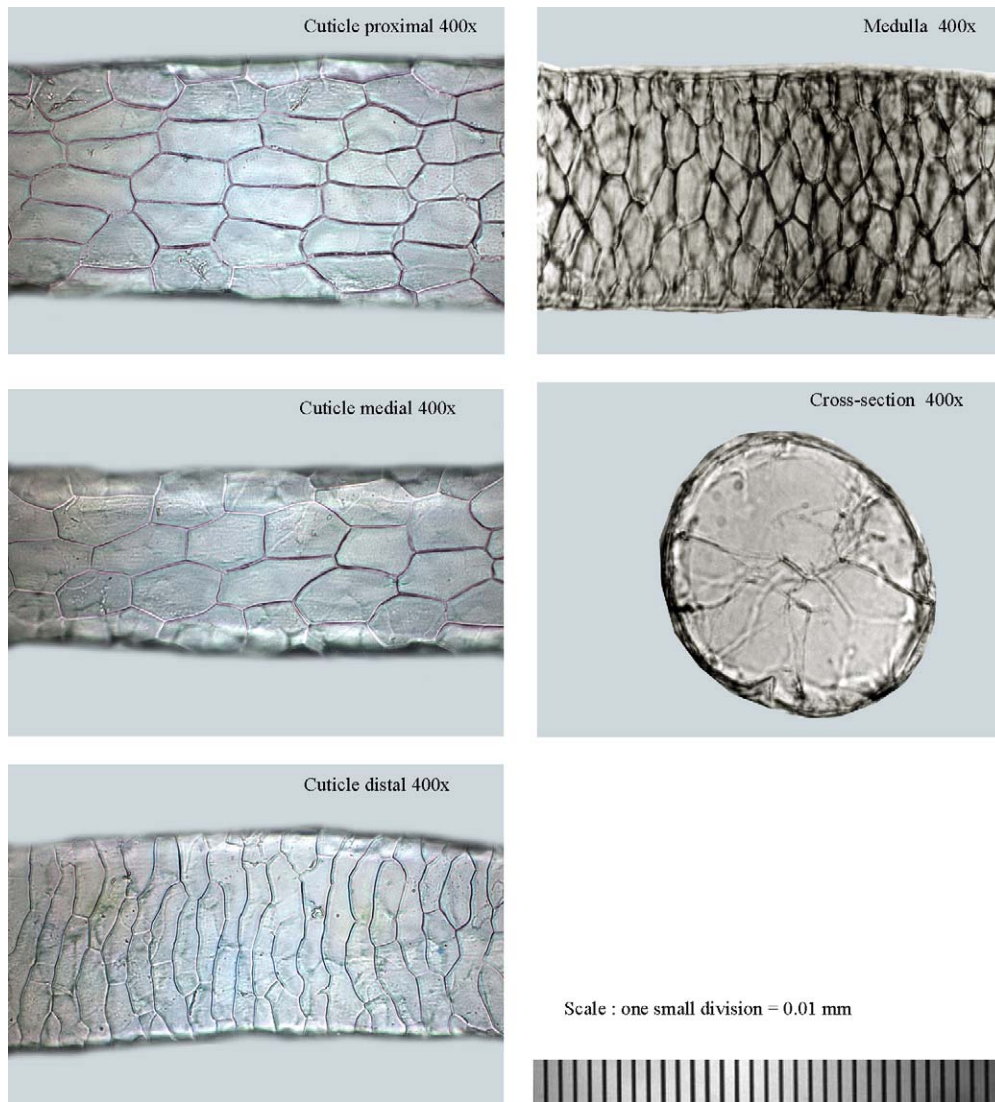 Cuticle proximal 400x
Medulla 400x
Cuticle medial 400x
Cross-section 400x
Cuticle distal 400x
Scale : one small division = 0.01 mm